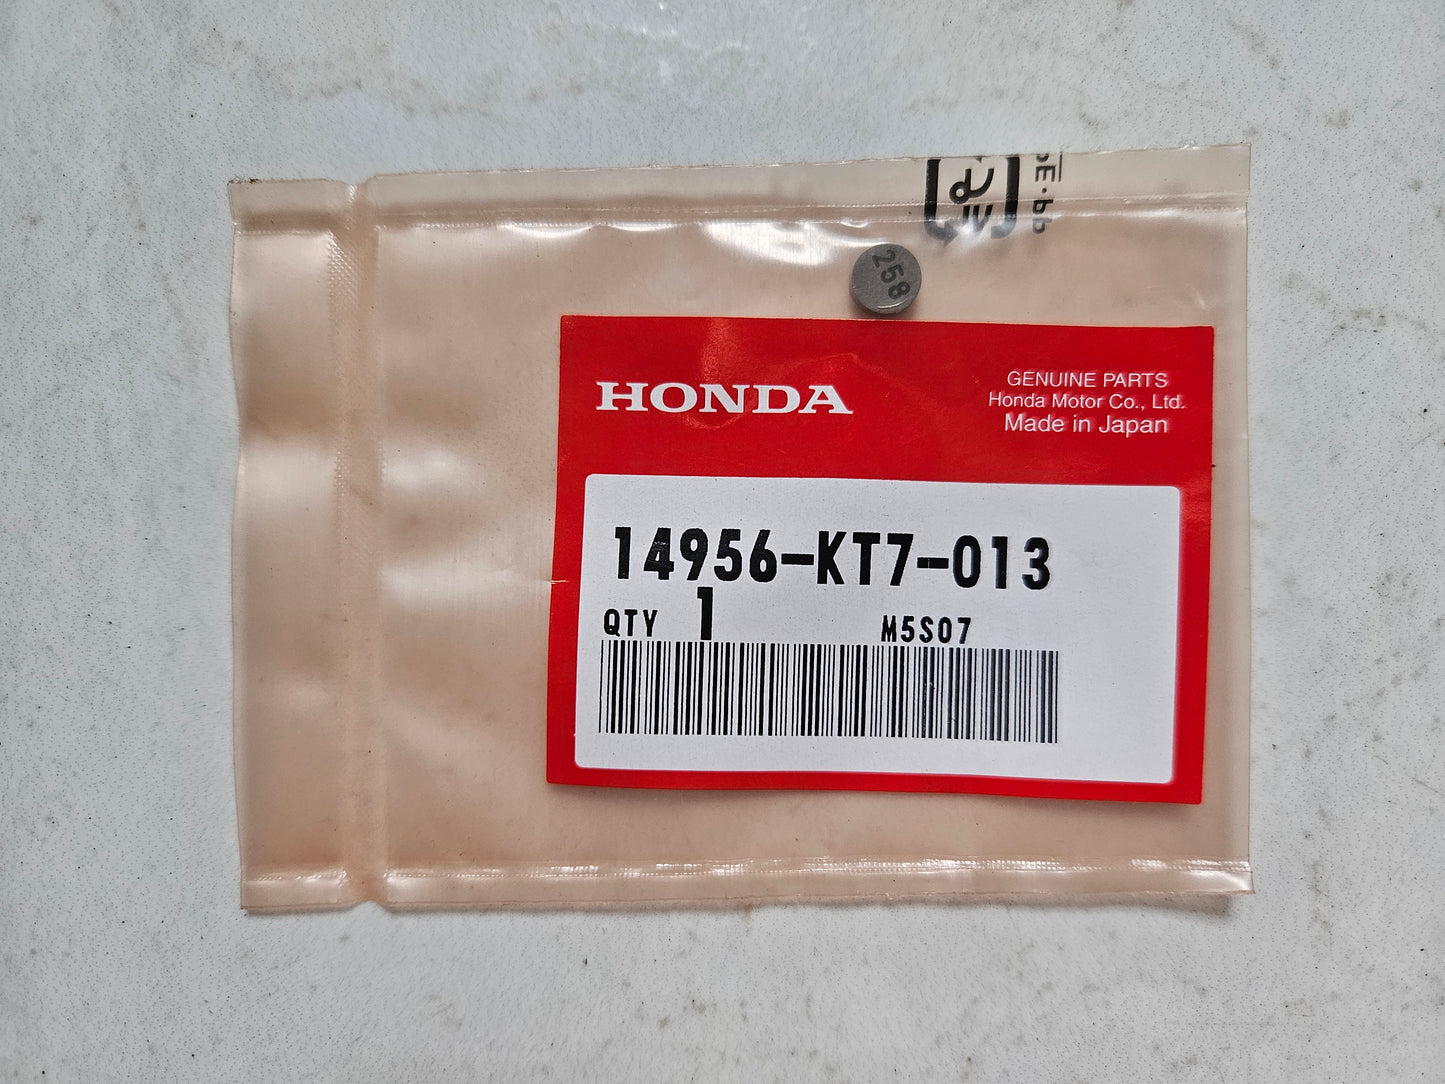 258
HONDA
GENUINE PARTS
Honda Motor Co., Ltd.
Made in Japan
14956-KT7-013
QTY 1 M5S07